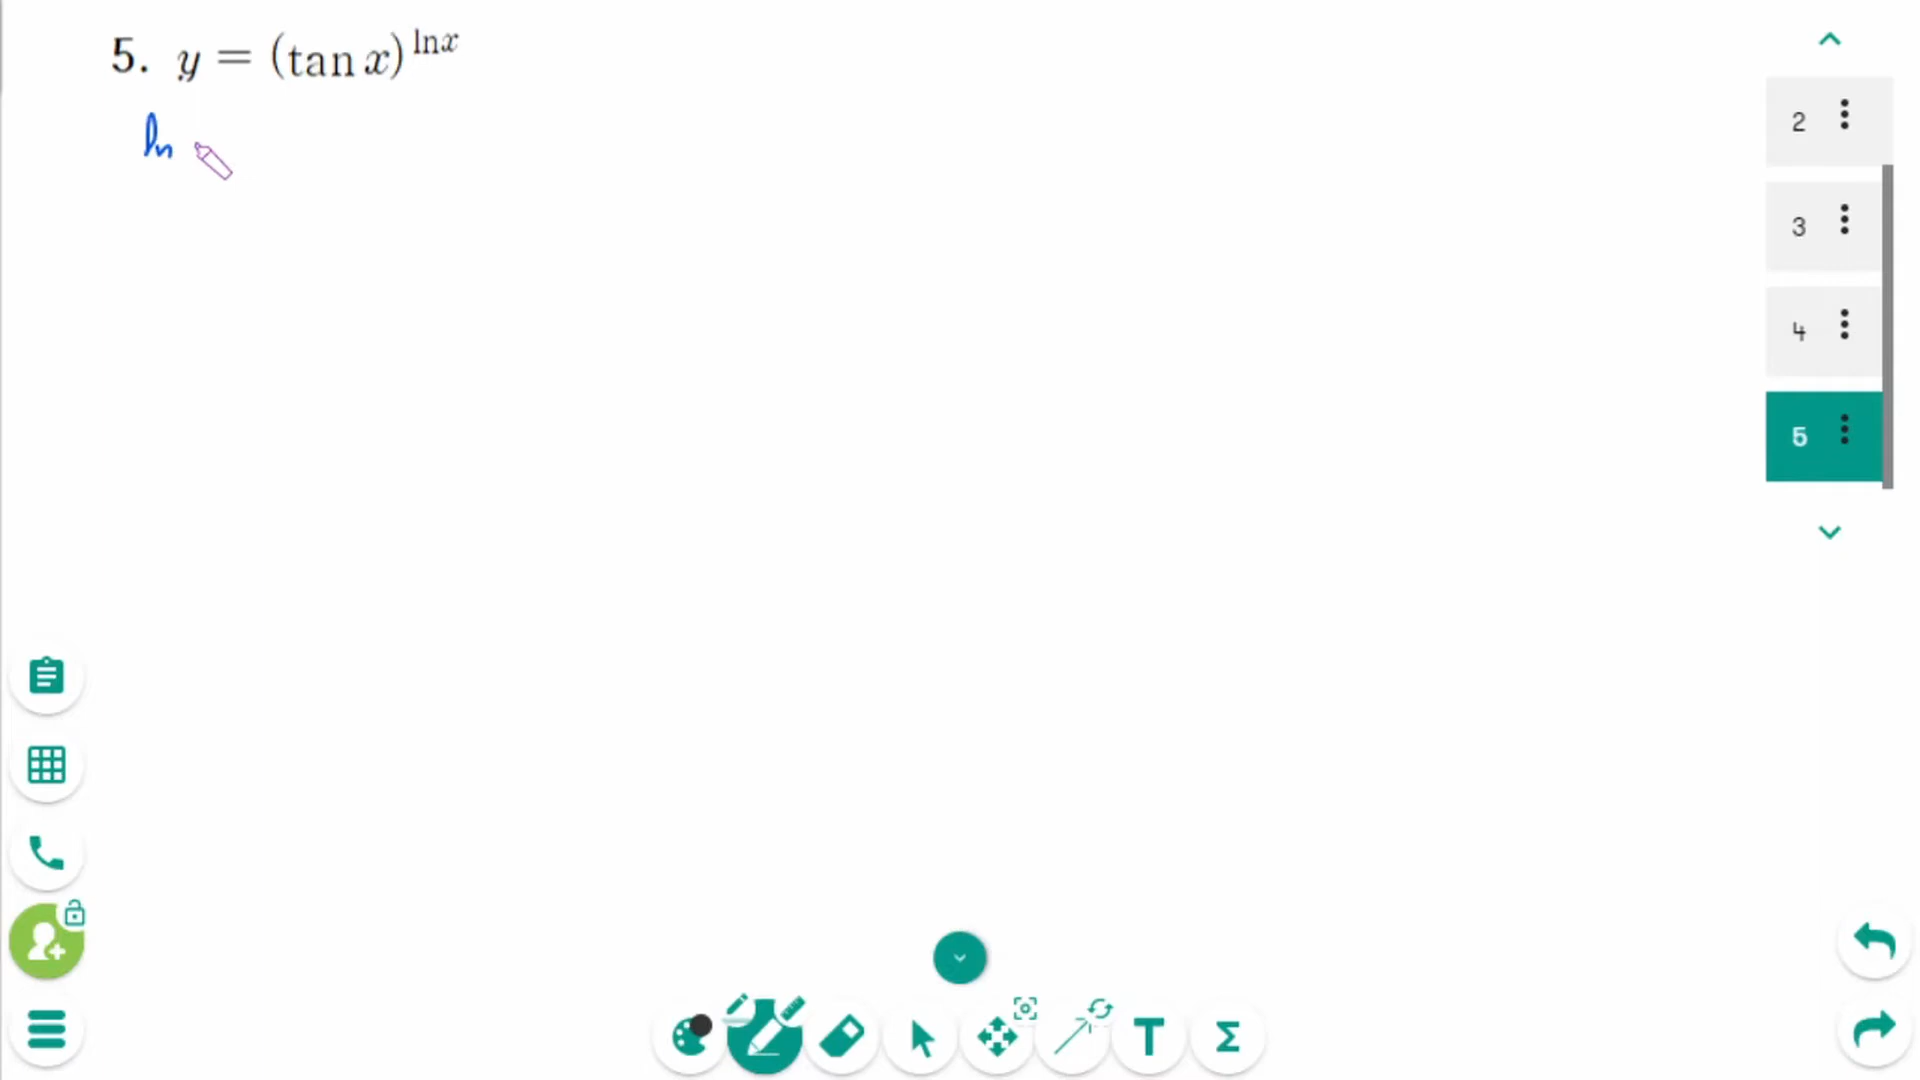 5. y = (tan x)^{ln x}
ln
2
3
4
5
T
Σ